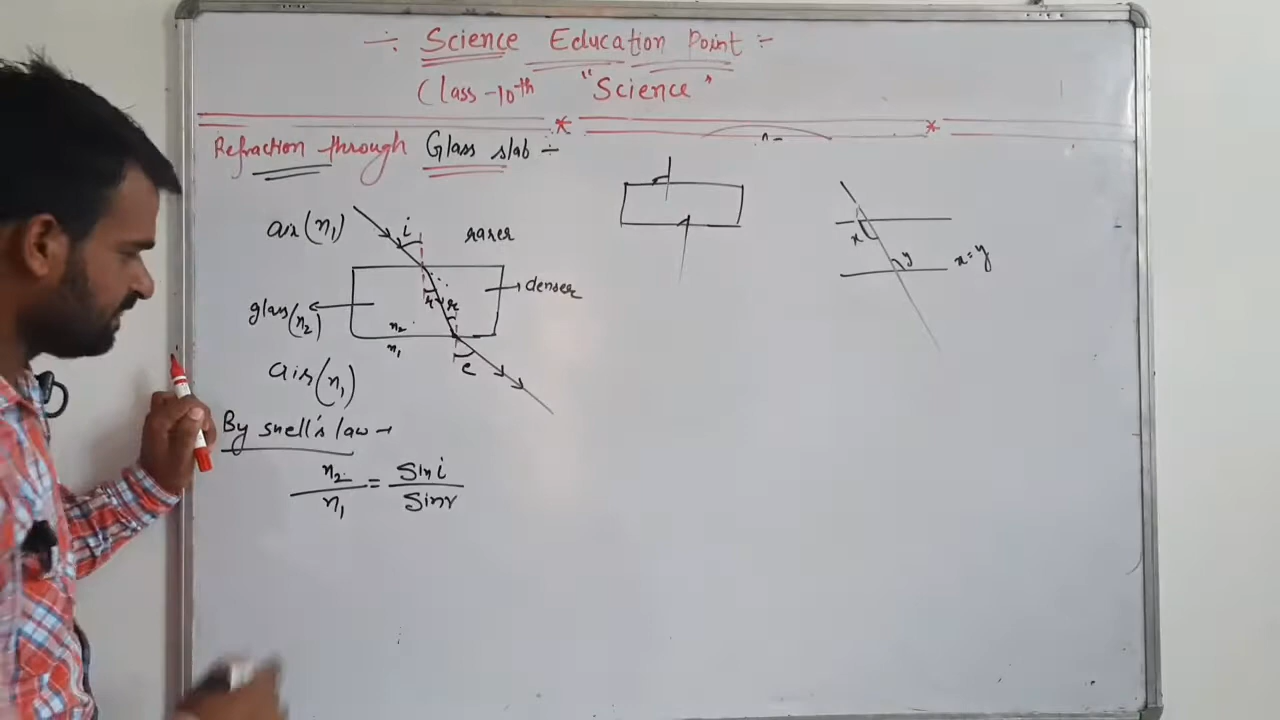 ÷ Science Education Point :-
Class-10th "Science"
Refraction through Glass slab ÷
air(n1) i rarer
glass(n2) denser
r r
n2
n1
e
air(n1)
x y x=y
By snell's law →
n2/n1 = Sin i/Sin r